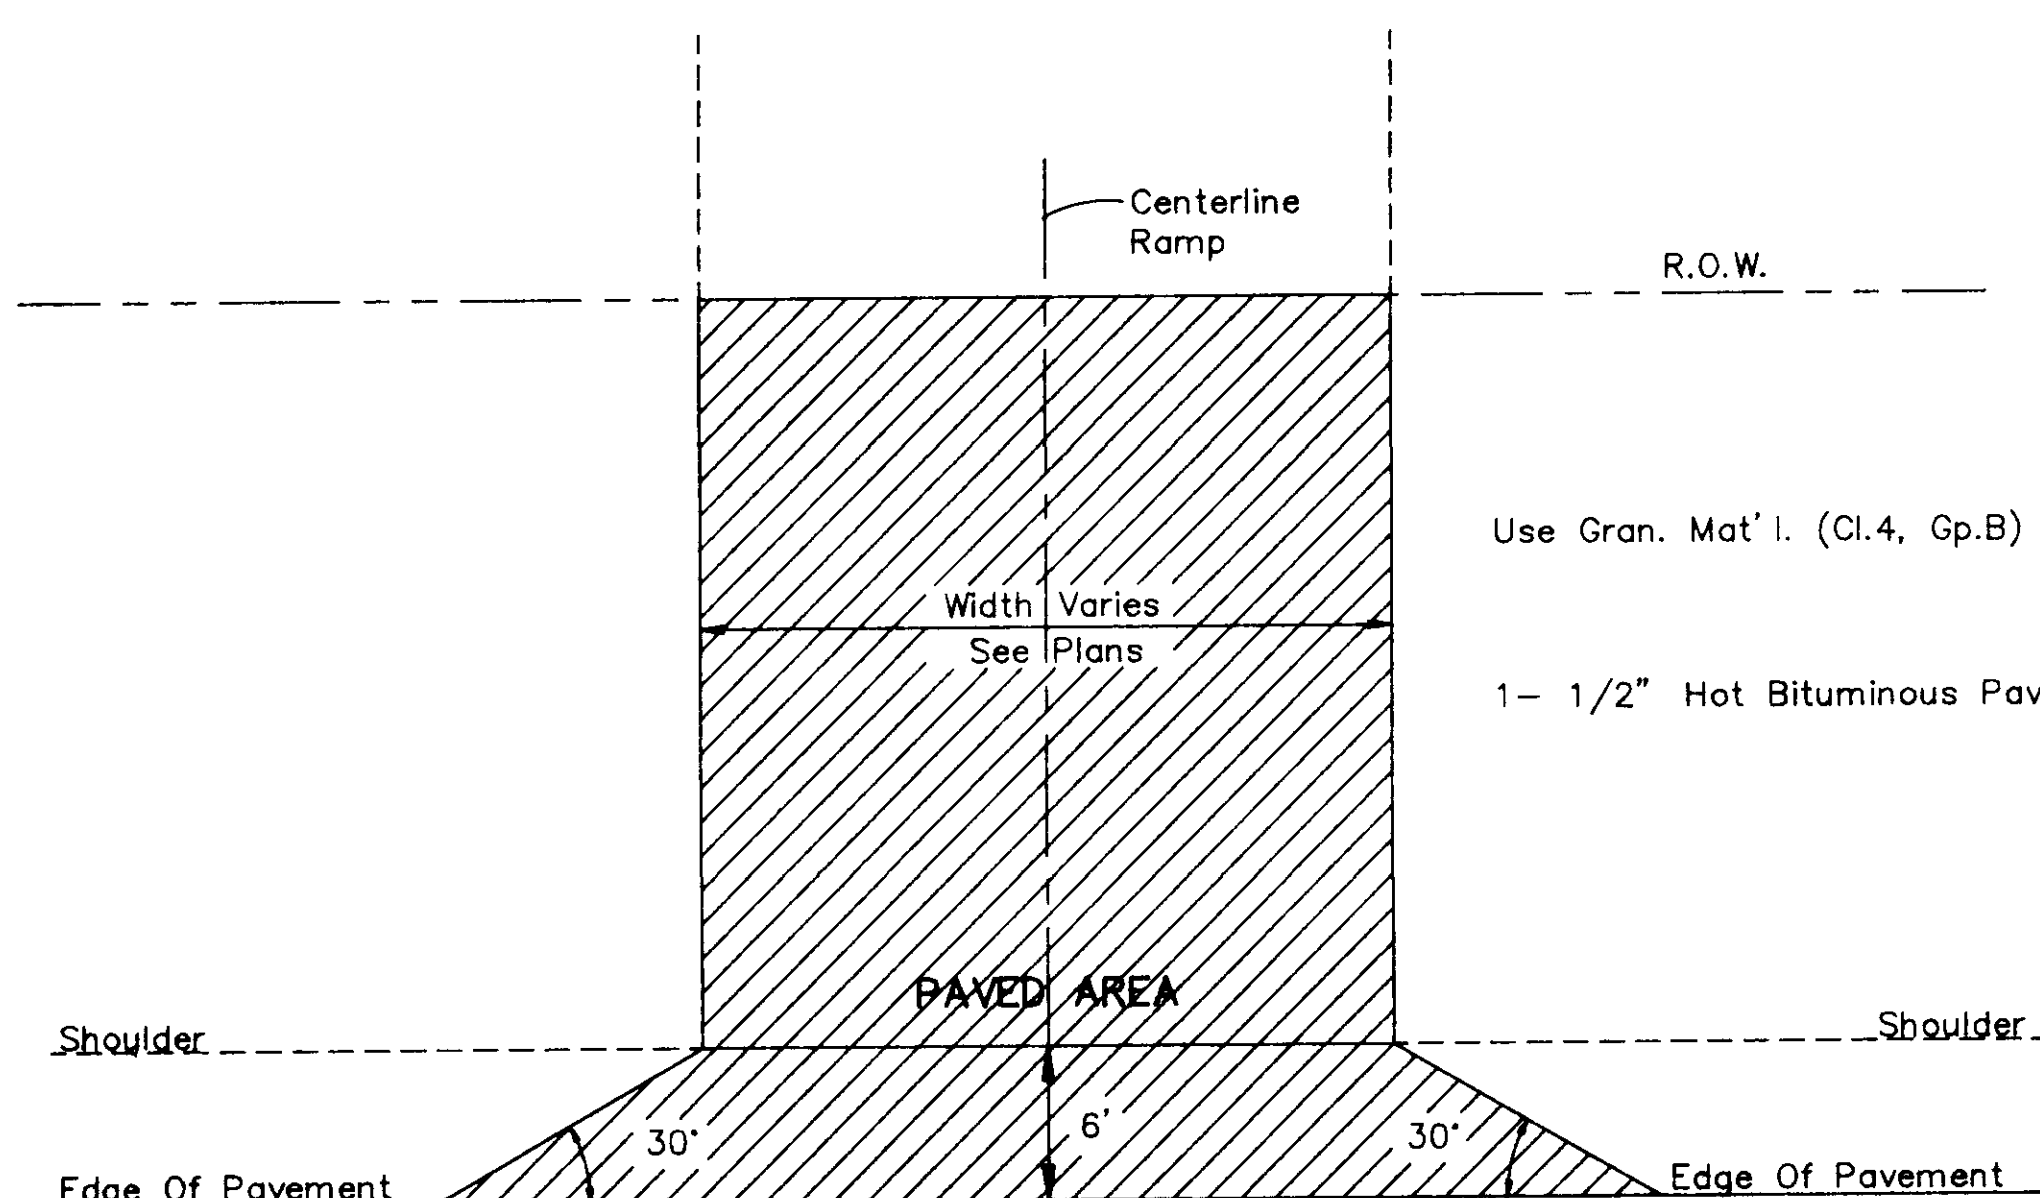 Centerline
Ramp
R.O.W.
Use Gran. Mat'l. (Cl.4, Gp.B)
Width Varies
See Plans
1- 1/2" Hot Bituminous Pav
PAVED AREA
Shoulder
Shoulder
30°
6'
30°
Edge Of Pavement
Edge Of Pavement